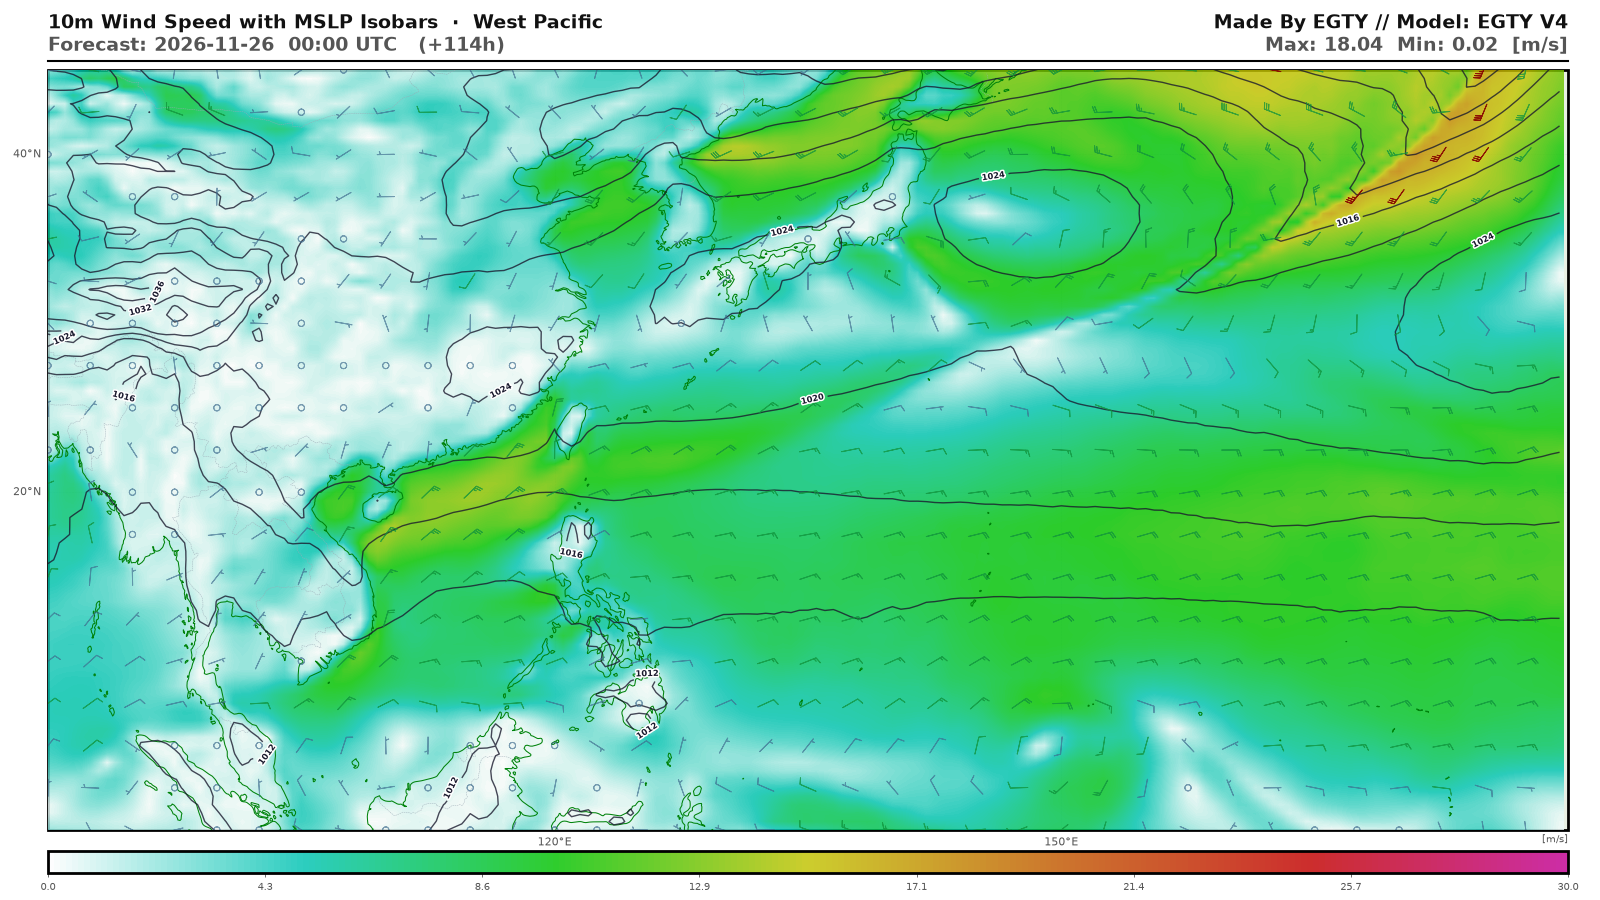 10m Wind Speed with MSLP Isobars · West Pacific
Made By EGTY // Model: EGTY V4
Forecast: 2026-11-26 00:00 UTC (+114h)
Max: 18.04 Min: 0.02 [m/s]
40°N
20°N
1024
1024
1016
1024
1036
1032
1024
1016
1024
1020
1016
1012
1012
1012
1012
120°E
150°E
[m/s]
0.0
4.3
8.6
12.9
17.1
21.4
25.7
30.0